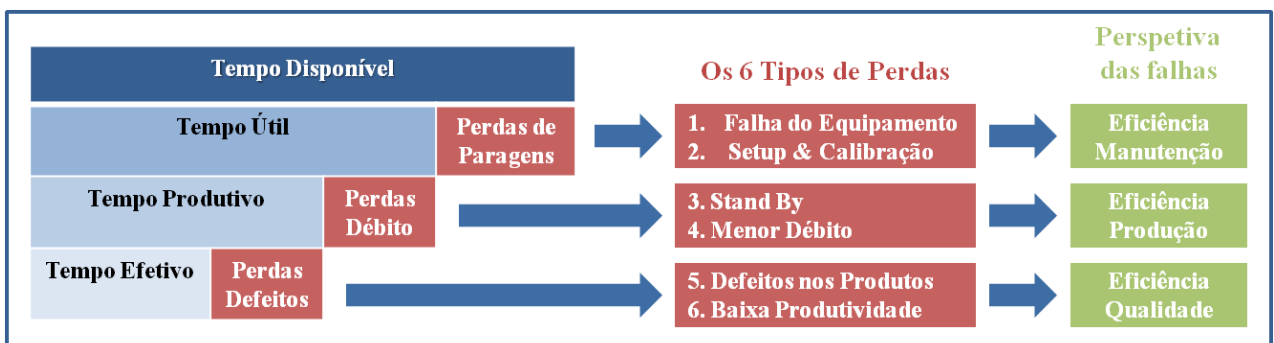 Tempo Disponível
Os 6 Tipos de Perdas
Perspetiva
das falhas
Tempo Útil
Perdas de
Paragens
1. Falha do Equipamento
2. Setup & Calibração
Eficiência
Manutenção
Tempo Produtivo
Perdas
Débito
3. Stand By
4. Menor Débito
Eficiência
Produção
Tempo Efetivo
Perdas
Defeitos
5. Defeitos nos Produtos
6. Baixa Produtividade
Eficiência
Qualidade